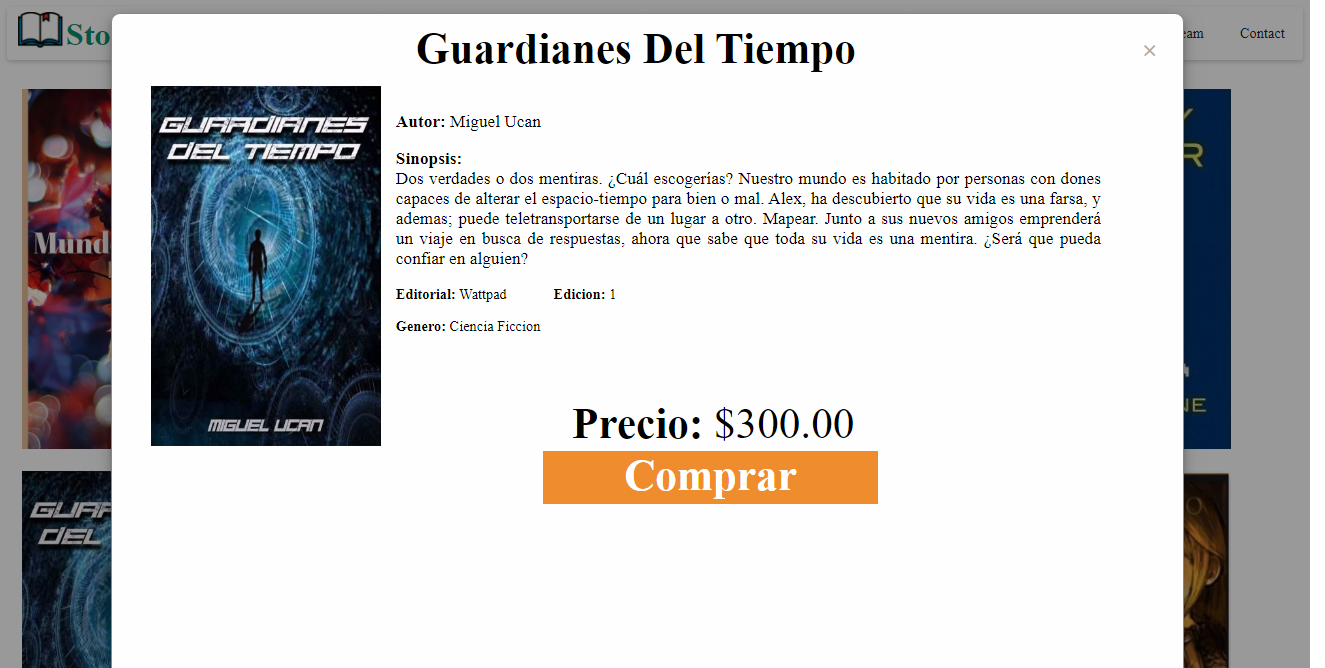 Sto
eam
Contact
Guardianes Del Tiempo
×
GUARDIANES
DEL TIEMPO
MIGUEL UCAN
Autor: Miguel Ucan
Sinopsis:
Dos verdades o dos mentiras. ¿Cuál escogerías? Nuestro mundo es habitado por personas con dones
capaces de alterar el espacio-tiempo para bien o mal. Alex, ha descubierto que su vida es una farsa, y
ademas; puede teletransportarse de un lugar a otro. Mapear. Junto a sus nuevos amigos emprenderá
un viaje en busca de respuestas, ahora que sabe que toda su vida es una mentira. ¿Será que pueda
confiar en alguien?
Editorial: Wattpad Edicion: 1
Genero: Ciencia Ficcion
Precio: $300.00
Comprar
Mund
DEL